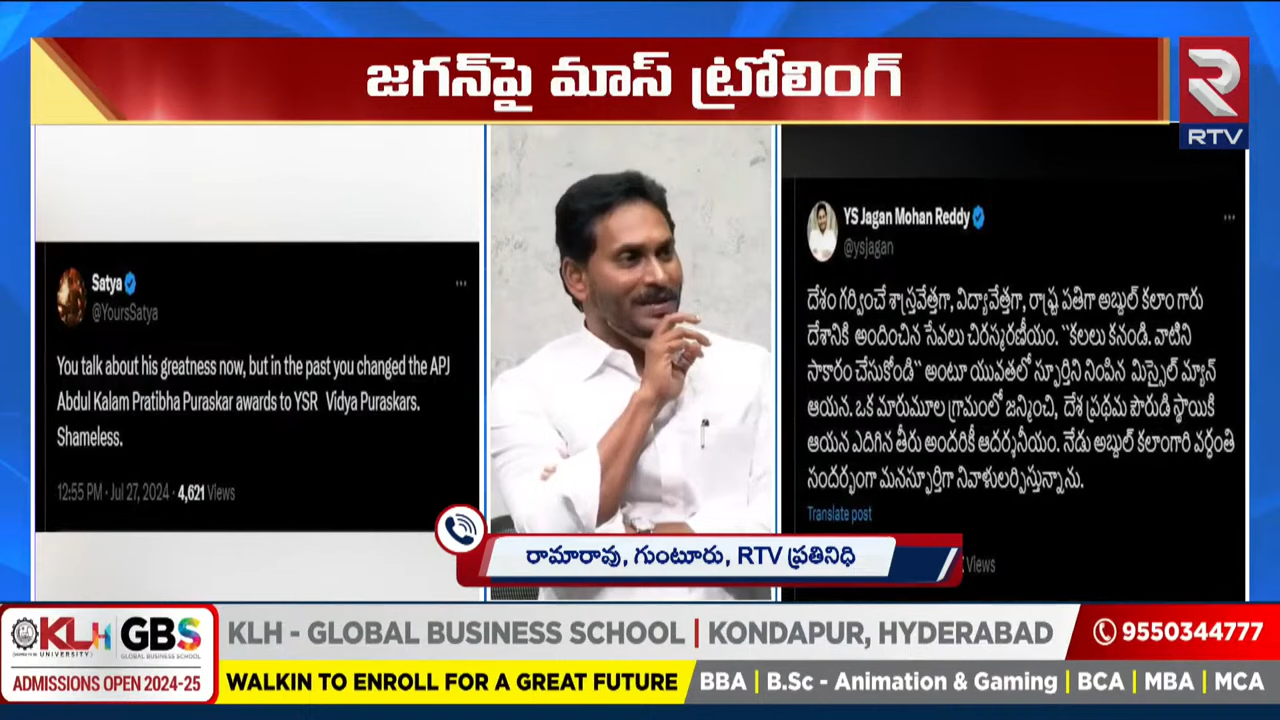 జగన్‌పై మాస్ ట్రోలింగ్
RTV
Satya
@YoursSatya
You talk about his greatness now, but in the past you changed the APJ
Abdul Kalam Pratibha Puraskar awards to YSR Vidya Puraskars.
Shameless.
12:55 PM · Jul 27, 2024 · 4,621 Views
YS Jagan Mohan Reddy
@ysjagan
దేశం గర్వించే శాస్త్రవేత్తగా, విద్యావేత్తగా, రాష్ట్ర పతిగా అబ్దుల్ కలాం గారు
దేశానికి అందించిన సేవలు చిరస్మరణీయం. ``కలలు కనండి. వాటిని
సాకారం చేసుకోండి`` అంటూ యువతలో స్ఫూర్తిని నింపిన మిస్సైల్ మ్యాన్
ఆయన. ఒక మారుమూల గ్రామంలో జన్మించి, దేశ ప్రథమ పౌరుడి స్థాయికి
ఆయన ఎదిగిన తీరు అందరికీ ఆదర్శనీయం. నేడు అబ్దుల్ కలాంగారి వర్ధంతి
సందర్భంగా మనస్ఫూర్తిగా నివాళులర్పిస్తున్నాను.
Translate post
Views
రామారావు, గుంటూరు, RTV ప్రతినిధి
KLH UNIVERSITY
GBS GLOBAL BUSINESS SCHOOL
ADMISSIONS OPEN 2024-25
KLH - GLOBAL BUSINESS SCHOOL | KONDAPUR, HYDERABAD
9550344777
WALKIN TO ENROLL FOR A GREAT FUTURE
BBA | B.Sc - Animation & Gaming | BCA | MBA | MCA